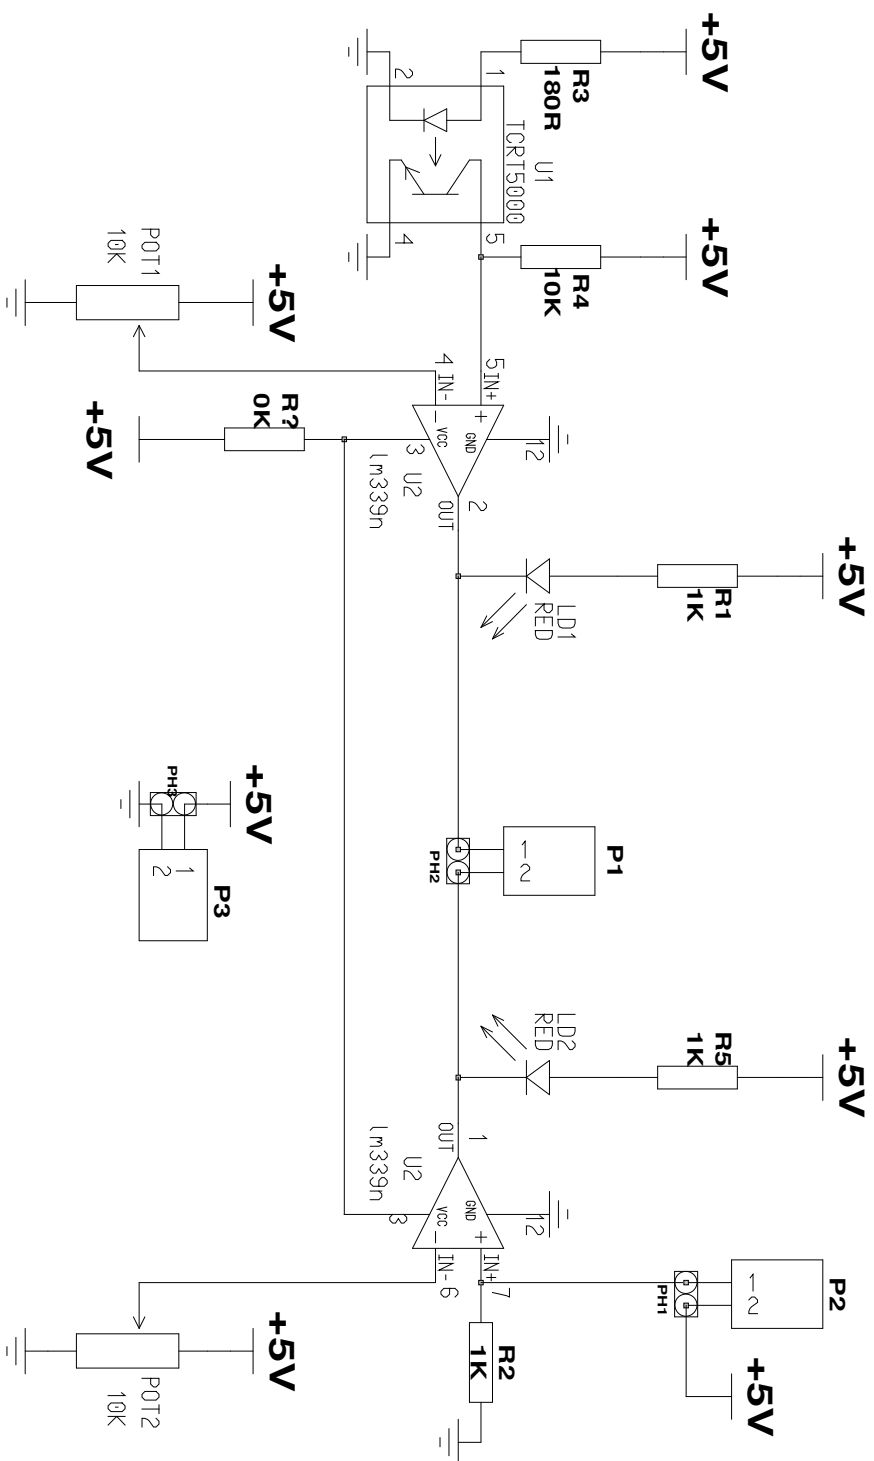 +5V
R3
180R
1
2
U1
TCRT5000
4
5
+5V
R4
10K
+5V
POT1
10K
4 IN-
5 IN+
+
-
VCC
GND
3
12
U2
lm339n
2
OUT
R?
0K
+5V
+5V
R1
1K
LD1
RED
P1
1
2
PH2
+5V
PH3
1
2
P3
+5V
R5
1K
LD2
RED
1
OUT
U2
lm339n
3
VCC
GND
12
-
+
IN-6
IN+ 7
P2
1
2
PH1
+5V
R2
1K
+5V
POT2
10K